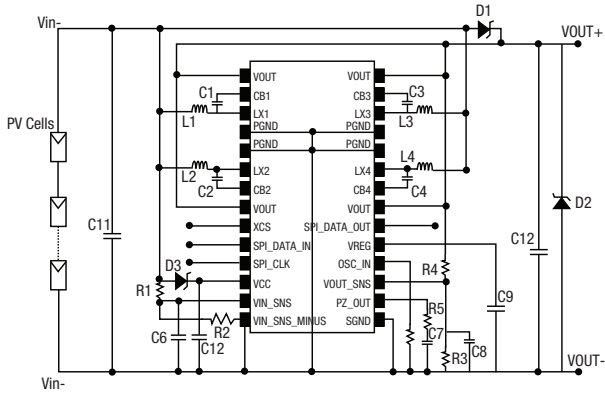 Vin-
D1
VOUT+
VOUT
VOUT
C1
CB1
CB3
C3
L1
LX1
LX3
L3
PGND
PGND
PV Cells
PGND
PGND
L2
LX2
LX4
L4
C2
CB2
CB4
C4
VOUT
VOUT
D2
XCS
SPI_DATA_OUT
C11
SPI_DATA_IN
VREG
C12
D3
SPI_CLK
OSC_IN
R4
R1
VCC
VOUT_SNS
C9
VIN_SNS
PZ_OUT
R5
R2
VIN_SNS_MINUS
SGND
C6
C12
C7
R3
C8
Vin-
VOUT-